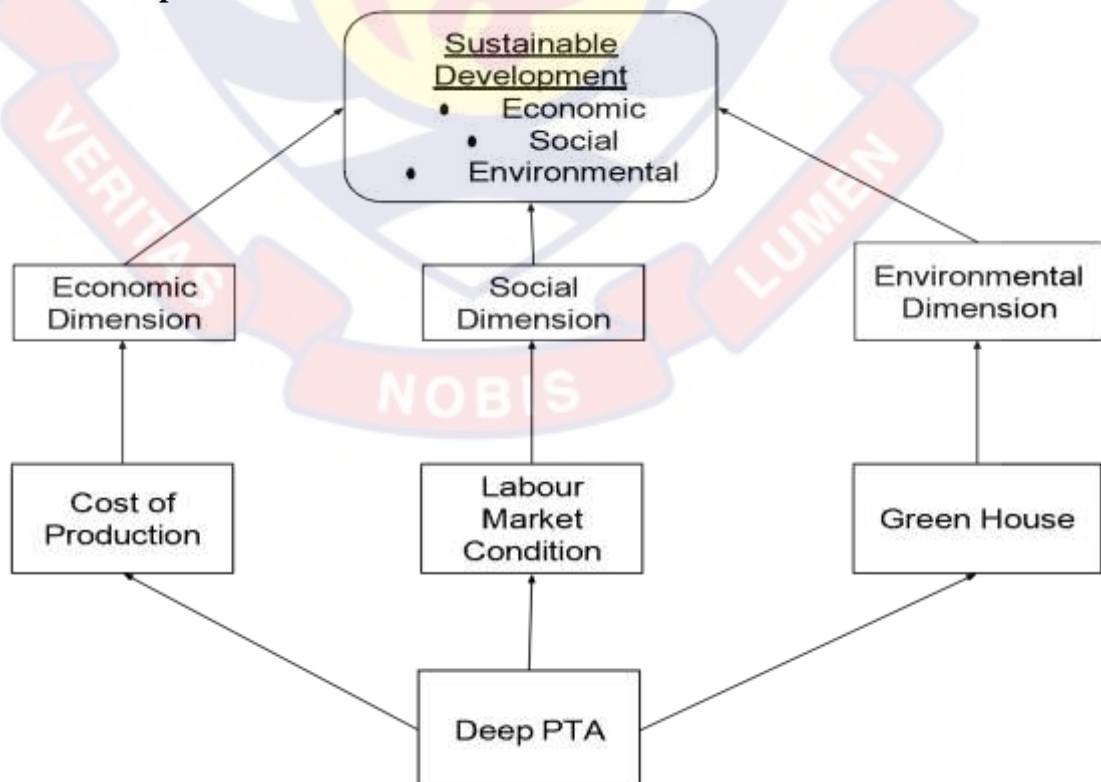 Sustainable
Development
• Economic
• Social
• Environmental
Economic
Dimension
Social
Dimension
Environmental
Dimension
Cost of
Production
Labour
Market
Condition
Green House
Deep PTA
VERITAS
NOBIS
LUMEN